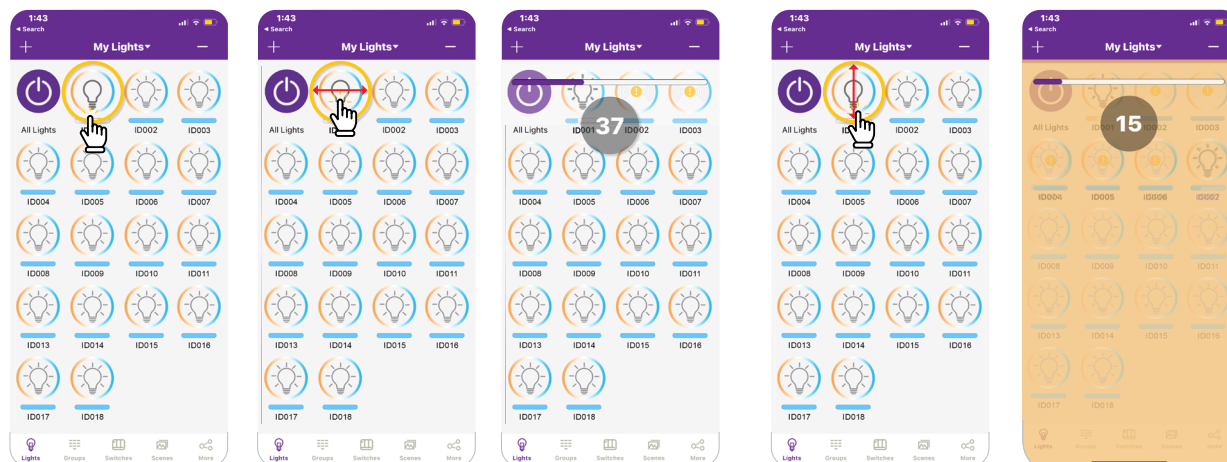 1:43
Search
My Lights
All Lights ID002 ID003
ID004 ID005 ID006 ID007
ID008 ID009 ID010 ID011
ID013 ID014 ID015 ID016
ID017 ID018
Lights Groups Switches Scenes More
1:43
Search
My Lights
All Lights ID002 ID003
ID004 ID005 ID006 ID007
ID008 ID009 ID010 ID011
ID013 ID014 ID015 ID016
ID017 ID018
Lights Groups Switches Scenes More
1:43
Search
My Lights
37
All Lights ID001 ID002 ID003
ID004 ID005 ID006 ID007
ID008 ID009 ID010 ID011
ID013 ID014 ID015 ID016
ID017 ID018
Lights Groups Switches Scenes More
1:43
Search
My Lights
All Lights ID002 ID003
ID004 ID005 ID006 ID007
ID008 ID009 ID010 ID011
ID013 ID014 ID015 ID016
ID017 ID018
Lights Groups Switches Scenes More
1:43
Search
My Lights
15
All Lights ID001 ID002 ID003
ID004 ID005 ID006
ID008 ID009 ID010 ID011
ID013 ID014 ID015 ID016
ID017 ID018
Lights Groups Switches Scenes More